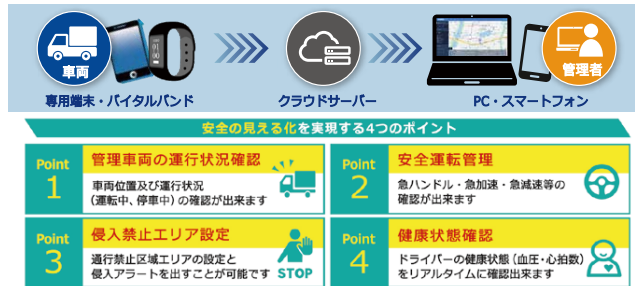 車両
管理者
専用端末・バイタルバンド
クラウドサーバー
PC・スマートフォン
安全の見える化を実現する4つのポイント
Point
1
管理車両の運行状況確認
車両位置及び運行状況
（運転中、停車中）の確認が出来ます
Point
2
安全運転管理
急ハンドル・急加速・急減速等の
確認が出来ます
Point
3
侵入禁止エリア設定
通行禁止区域エリアの設定と
侵入アラートを出すことが可能です
STOP
Point
4
健康状態確認
ドライバーの健康状態（血圧・心拍数）
をリアルタイムに確認出来ます